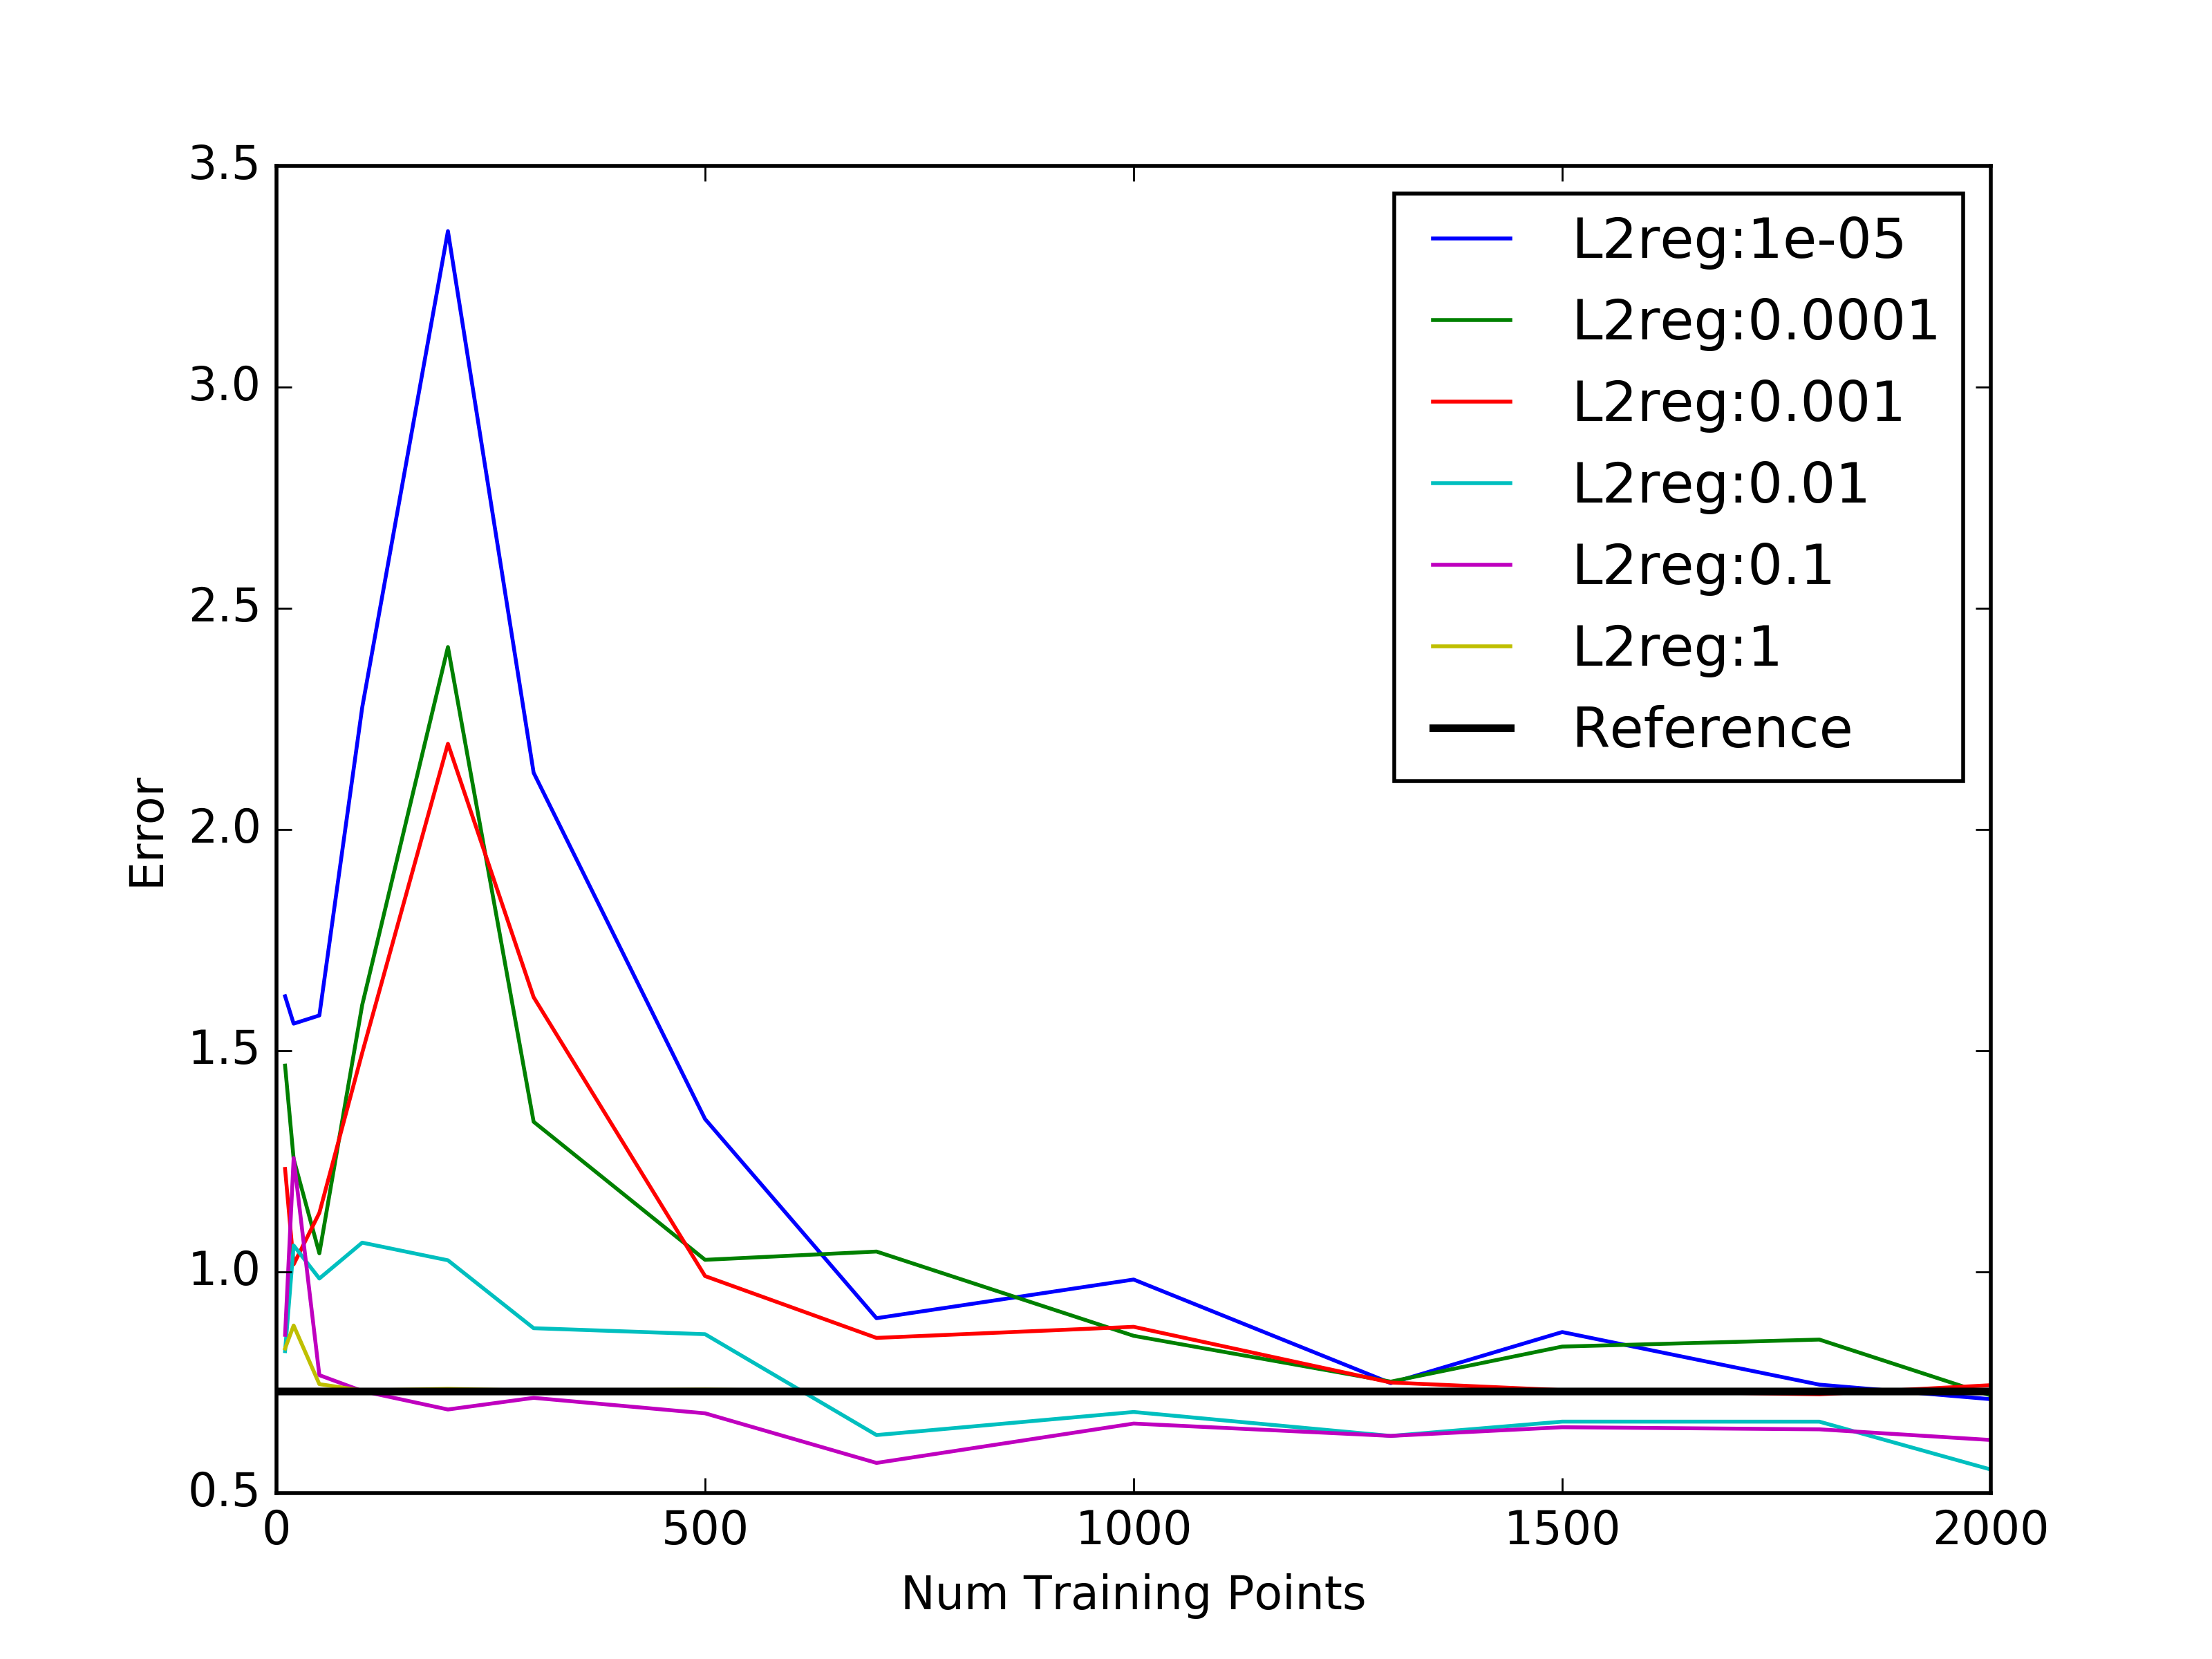 3.5
3.0
2.5
2.0
1.5
1.0
0.5
Error
L2reg:1e-05
L2reg:0.0001
L2reg:0.001
L2reg:0.01
L2reg:0.1
L2reg:1
Reference
0 500 1000 1500 2000
Num Training Points